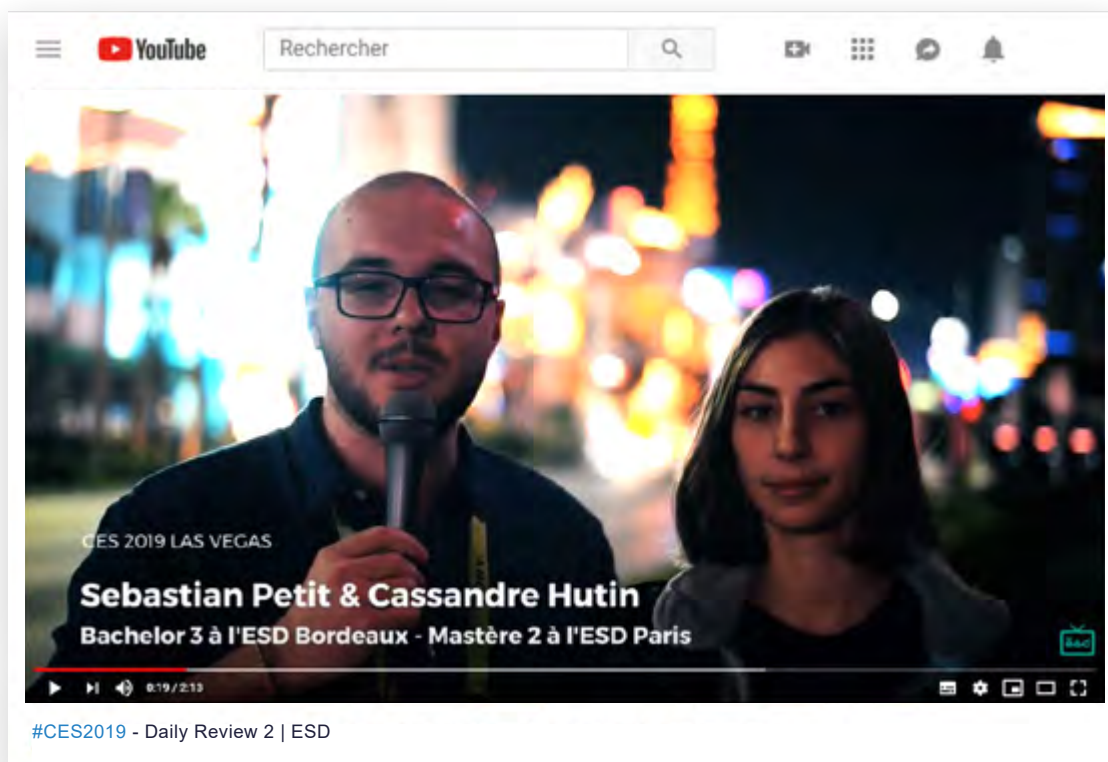 YouTube
Rechercher
CES 2019 LAS VEGAS
Sebastian Petit & Cassandre Hutin
Bachelor 3 à l'ESD Bordeaux - Mastère 2 à l'ESD Paris
0:19 / 2:13
#CES2019 - Daily Review 2 | ESD